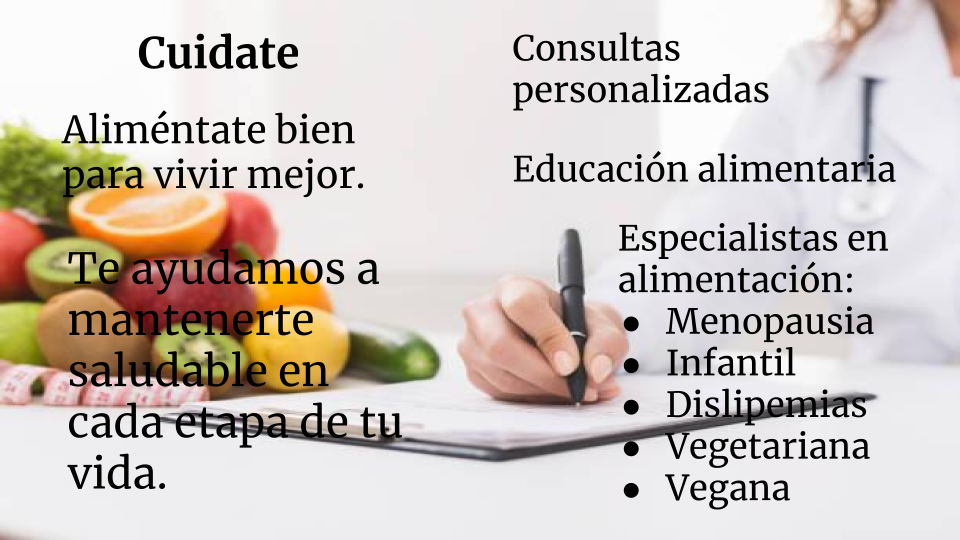 Cuidate
Aliméntate bien
para vivir mejor.
Te ayudamos a
mantenerte
saludable en
cada etapa de tu
vida.
Consultas
personalizadas
Educación alimentaria
Especialistas en
alimentación:
● Menopausia
● Infantil
● Dislipemias
● Vegetariana
● Vegana